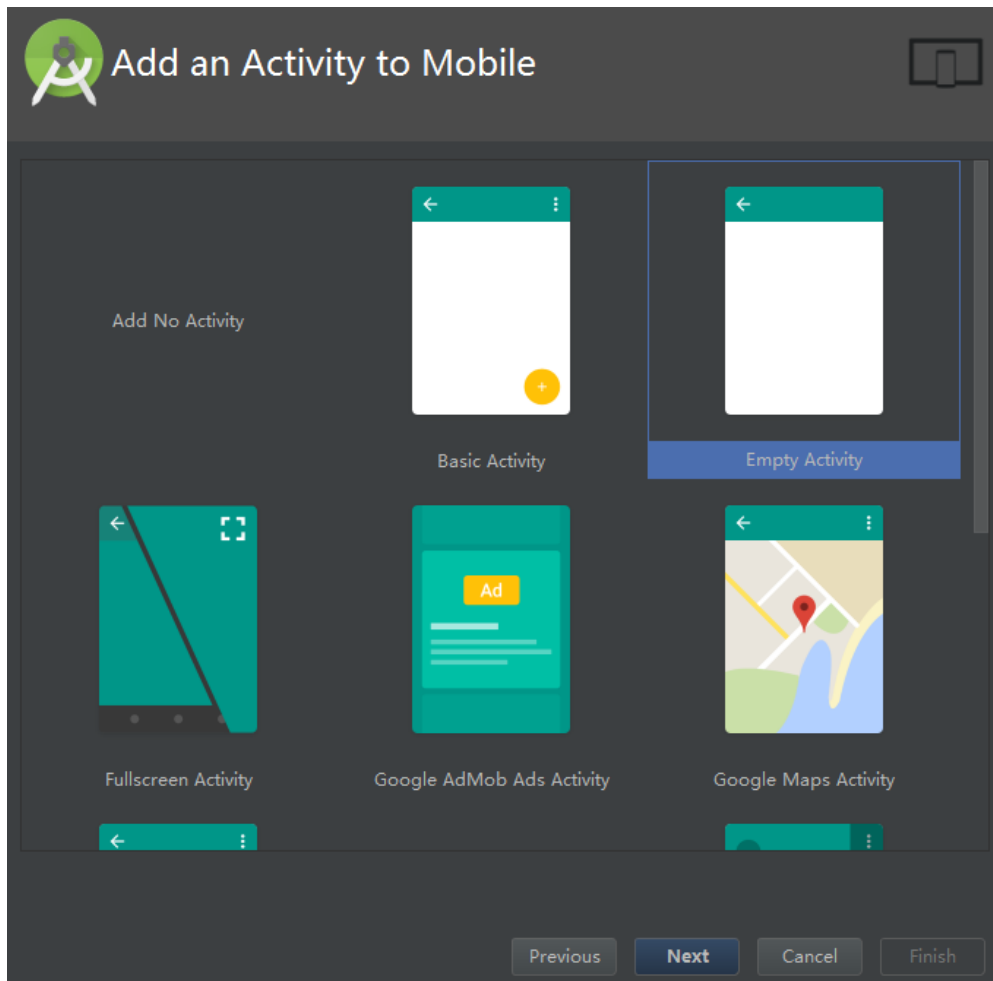 Add an Activity to Mobile
Add No Activity
Basic Activity
Empty Activity
Ad
Fullscreen Activity
Google AdMob Ads Activity
Google Maps Activity
Previous
Next
Cancel
Finish